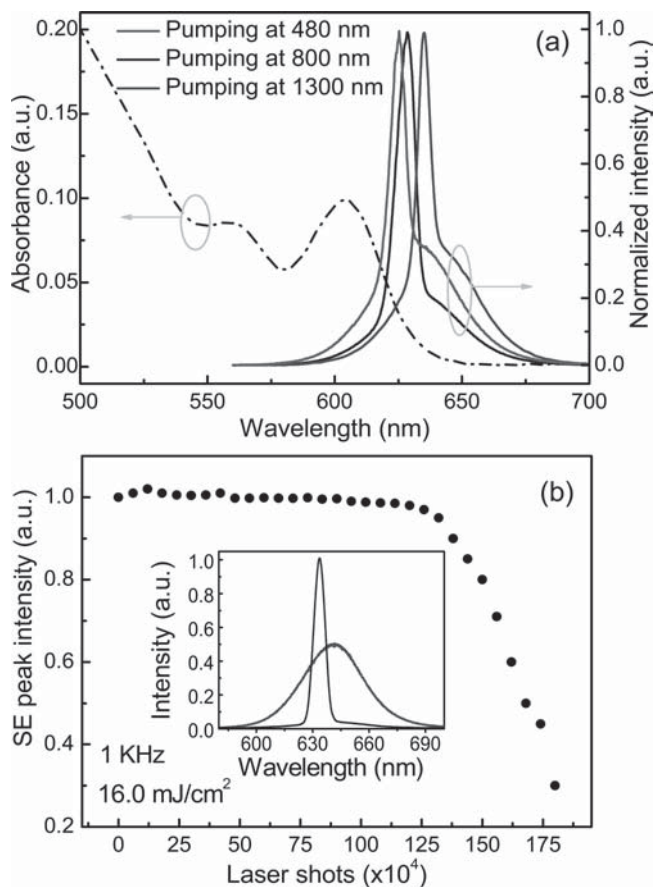 (a)
Pumping at 480 nm
Pumping at 800 nm
Pumping at 1300 nm
Absorbance (a.u.)
0.20
0.15
0.10
0.05
0.00
Normalized intensity (a.u.)
1.0
0.8
0.6
0.4
0.2
0.0
500 550 600 650 700
Wavelength (nm)
(b)
SE peak intensity (a.u.)
1.0
0.8
0.6
0.4
0.2
Intensity (a.u.)
1.0
0.8
0.5
0.2
0.0
600 630 660 690
Wavelength (nm)
1 KHz
16.0 mJ/cm²
0 25 50 75 100 125 150 175
Laser shots (x10⁴)